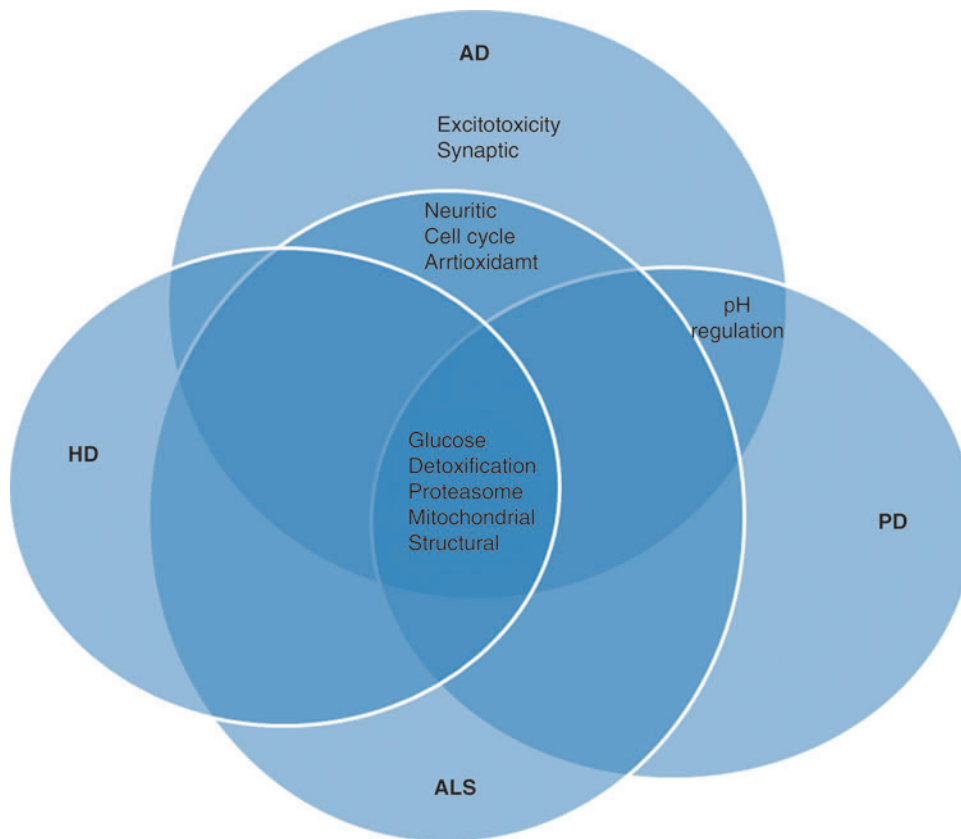 AD
Excitotoxicity
Synaptic
Neuritic
Cell cycle
Arrtioxidamt
pH
regulation
HD
Glucose
Detoxification
Proteasome
Mitochondrial
Structural
PD
ALS